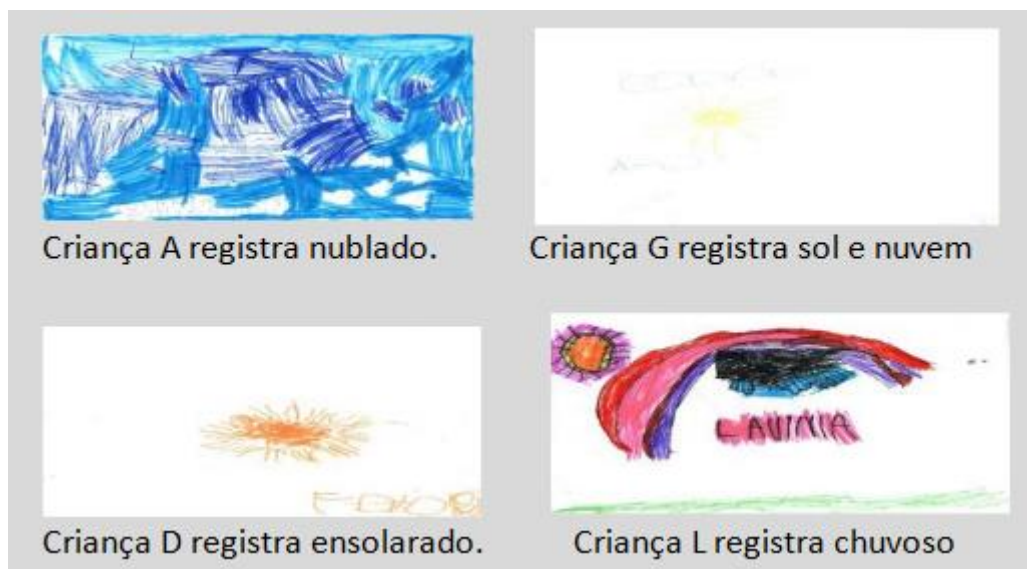 Criança A registra nublado.
Criança G registra sol e nuvem
LAVINIA
Criança D registra ensolarado.
Criança L registra chuvoso